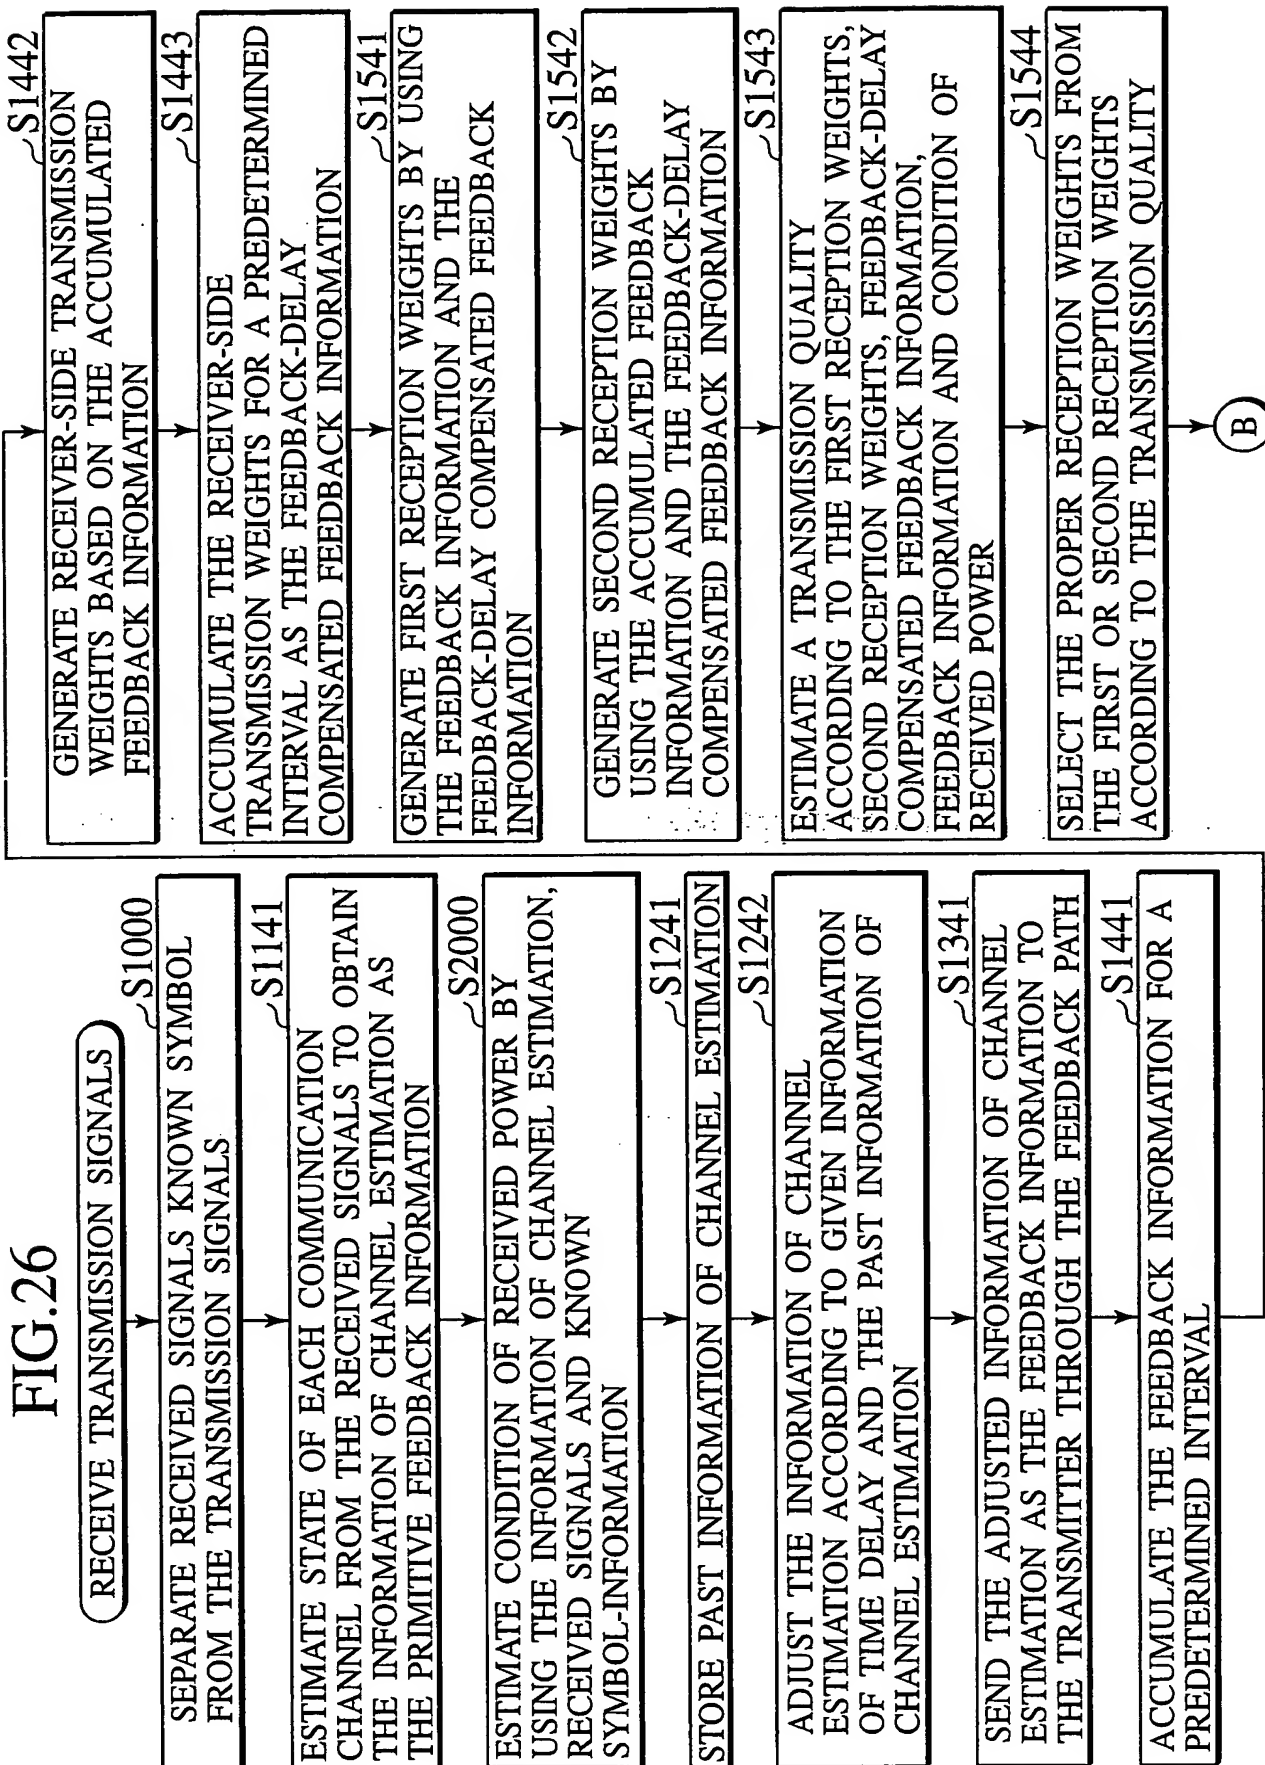 FIG.26
RECEIVE TRANSMISSION SIGNALS
S1000
SEPARATE RECEIVED SIGNALS KNOWN SYMBOL
FROM THE TRANSMISSION SIGNALS
S1141
ESTIMATE STATE OF EACH COMMUNICATION
CHANNEL FROM THE RECEIVED SIGNALS TO OBTAIN
THE INFORMATION OF CHANNEL ESTIMATION AS
THE PRIMITIVE FEEDBACK INFORMATION
S2000
ESTIMATE CONDITION OF RECEIVED POWER BY
USING THE INFORMATION OF CHANNEL ESTIMATION,
RECEIVED SIGNALS AND KNOWN
SYMBOL-INFORMATION
S1241
STORE PAST INFORMATION OF CHANNEL ESTIMATION
S1242
ADJUST THE INFORMATION OF CHANNEL
ESTIMATION ACCORDING TO GIVEN INFORMATION
OF TIME DELAY AND THE PAST INFORMATION OF
CHANNEL ESTIMATION
S1341
SEND THE ADJUSTED INFORMATION OF CHANNEL
ESTIMATION AS THE FEEDBACK INFORMATION TO
THE TRANSMITTER THROUGH THE FEEDBACK PATH
S1441
ACCUMULATE THE FEEDBACK INFORMATION FOR A
PREDETERMINED INTERVAL
S1442
GENERATE RECEIVER-SIDE TRANSMISSION
WEIGHTS BASED ON THE ACCUMULATED
FEEDBACK INFORMATION
S1443
ACCUMULATE THE RECEIVER-SIDE
TRANSMISSION WEIGHTS FOR A PREDETERMINED
INTERVAL AS THE FEEDBACK-DELAY
COMPENSATED FEEDBACK INFORMATION
S1541
GENERATE FIRST RECEPTION WEIGHTS BY USING
THE FEEDBACK INFORMATION AND THE
FEEDBACK-DELAY COMPENSATED FEEDBACK
INFORMATION
S1542
GENERATE SECOND RECEPTION WEIGHTS BY
USING THE ACCUMULATED FEEDBACK
INFORMATION AND THE FEEDBACK-DELAY
COMPENSATED FEEDBACK INFORMATION
S1543
ESTIMATE A TRANSMISSION QUALITY
ACCORDING TO THE FIRST RECEPTION WEIGHTS,
SECOND RECEPTION WEIGHTS, FEEDBACK-DELAY
COMPENSATED FEEDBACK INFORMATION,
FEEDBACK INFORMATION AND CONDITION OF
RECEIVED POWER
S1544
SELECT THE PROPER RECEPTION WEIGHTS FROM
THE FIRST OR SECOND RECEPTION WEIGHTS
ACCORDING TO THE TRANSMISSION QUALITY
B